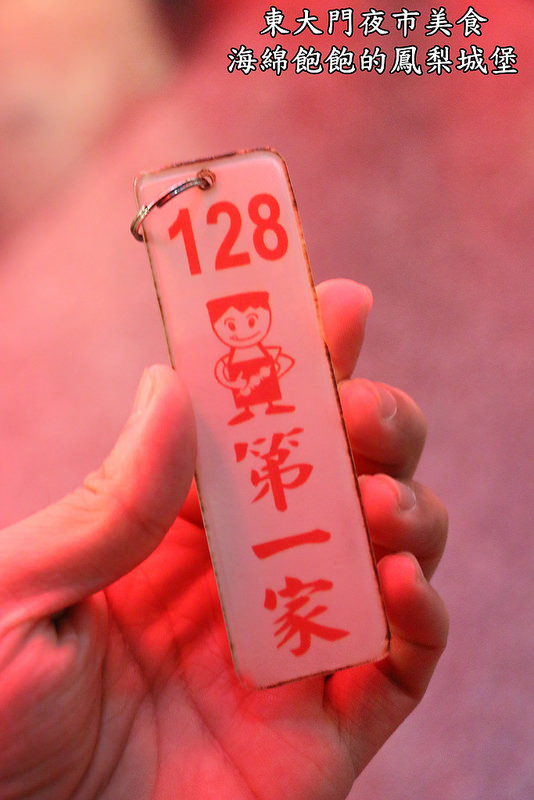 東大門夜市美食
海綿飽飽的鳳梨城堡
128
第一家